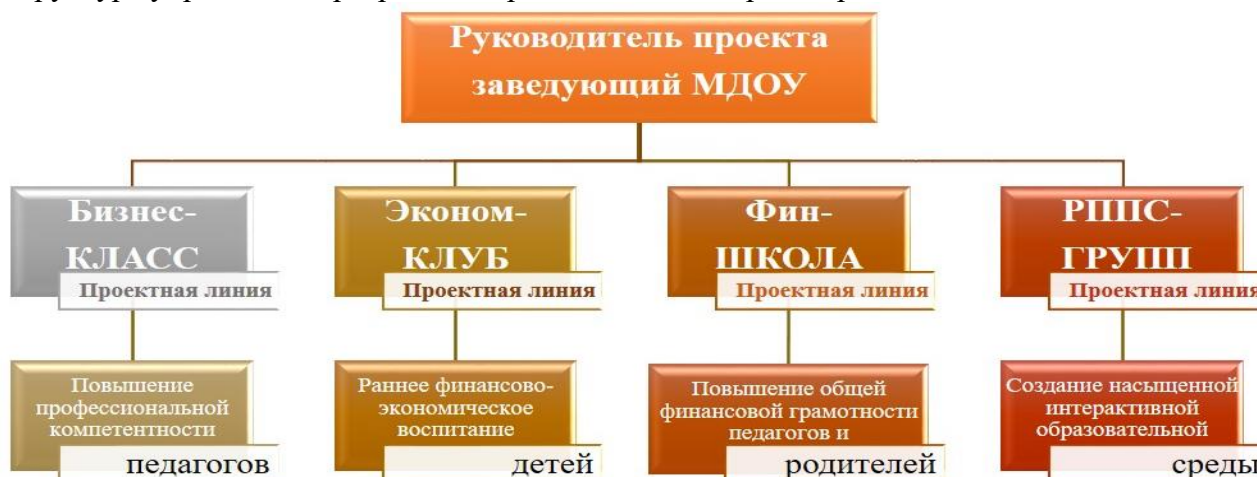 Руководитель проекта
заведующий МДОУ
Бизнес-
КЛАСС
Проектная линия
Эконом-
КЛУБ
Проектная линия
Фин-
ШКОЛА
Проектная линия
РППС-
ГРУПП
Проектная линия
Повышение
профессиональной
компетентности
педагогов
Раннее финансово-
экономическое
воспитание
детей
Повышение общей
финансовой грамотности
педагогов и
родителей
Создание насыщенной
интерактивной
образовательной
среды